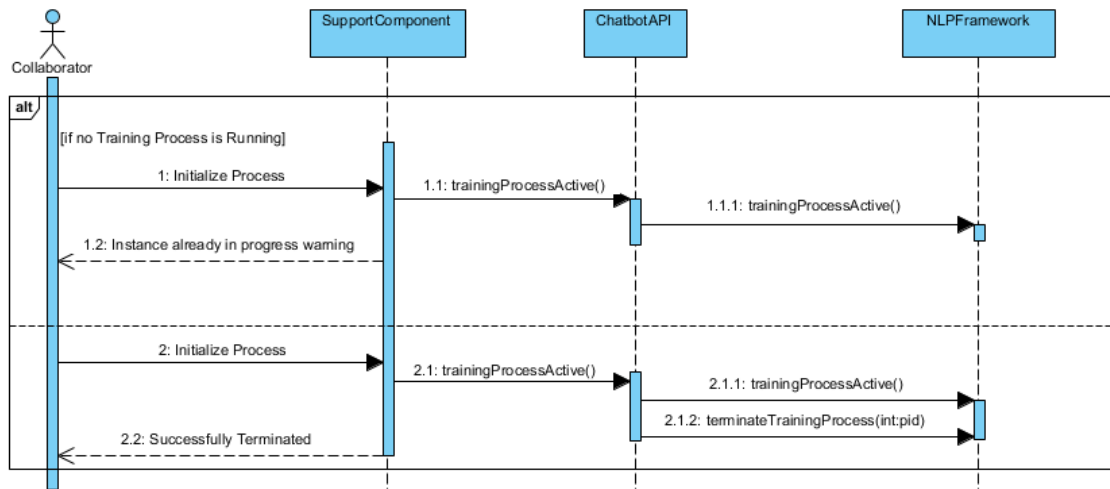 SupportComponent
ChatbotAPI
NLPFramework
Collaborator
alt
[if no Training Process is Running]
1: Initialize Process
1.1: trainingProcessActive()
1.1.1: trainingProcessActive()
1.2: Instance already in progress warning
2: Initialize Process
2.1: trainingProcessActive()
2.1.1: trainingProcessActive()
2.1.2: terminateTrainingProcess(int:pid)
2.2: Successfully Terminated